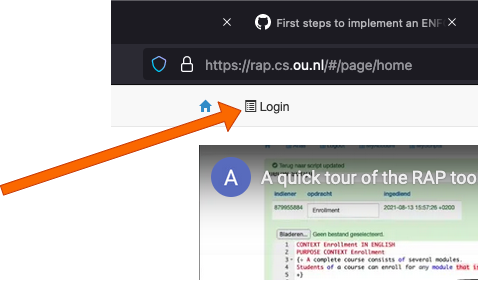 First steps to implement an ENF
https://rap.cs.ou.nl/#/page/home
Login
A
A quick tour of the RAP too
Terug naar script updated
indiener opdracht ingediend
879955884 Enrollment 2021-08-13 15:57:26 +0200
Bladeren... Geen bestand geselecteerd.
1 CONTEXT Enrollment IN ENGLISH
2 PURPOSE CONTEXT Enrollment
3 {+ A complete course consists of several modules.
4 Students of a course can enroll for any module that is
5 +}